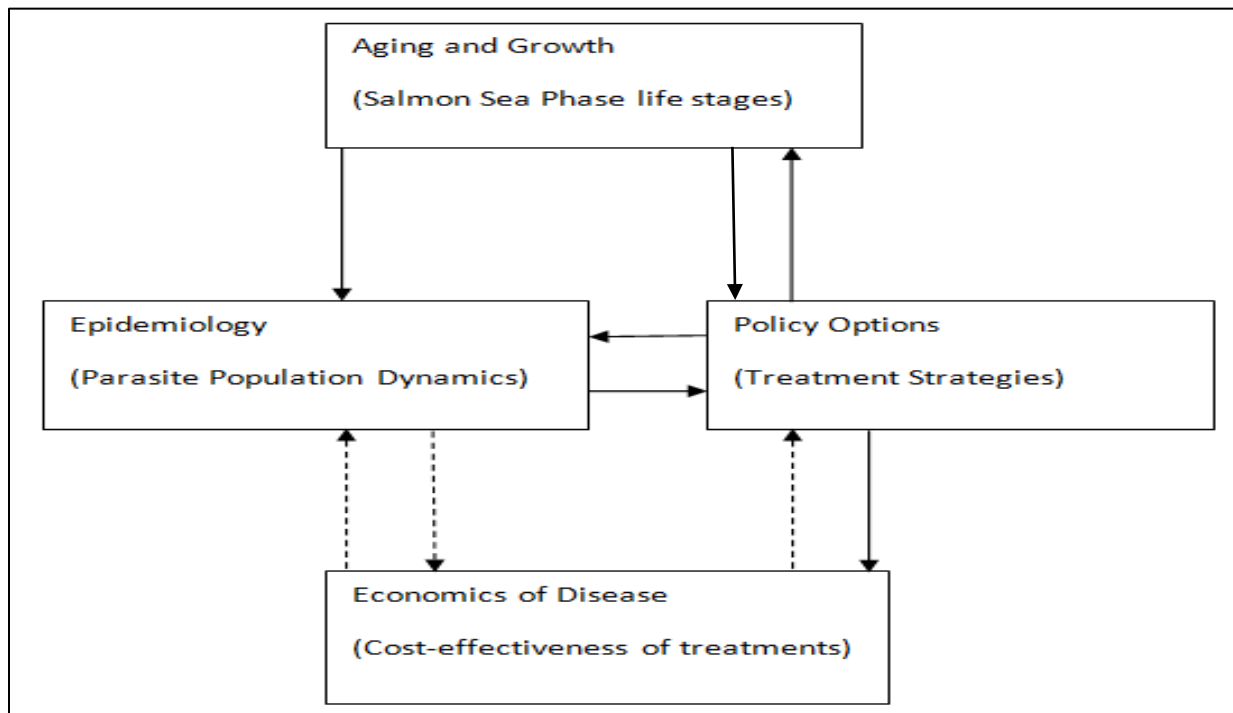 Aging and Growth
(Salmon Sea Phase life stages)
Epidemiology
(Parasite Population Dynamics)
Policy Options
(Treatment Strategies)
Economics of Disease
(Cost-effectiveness of treatments)